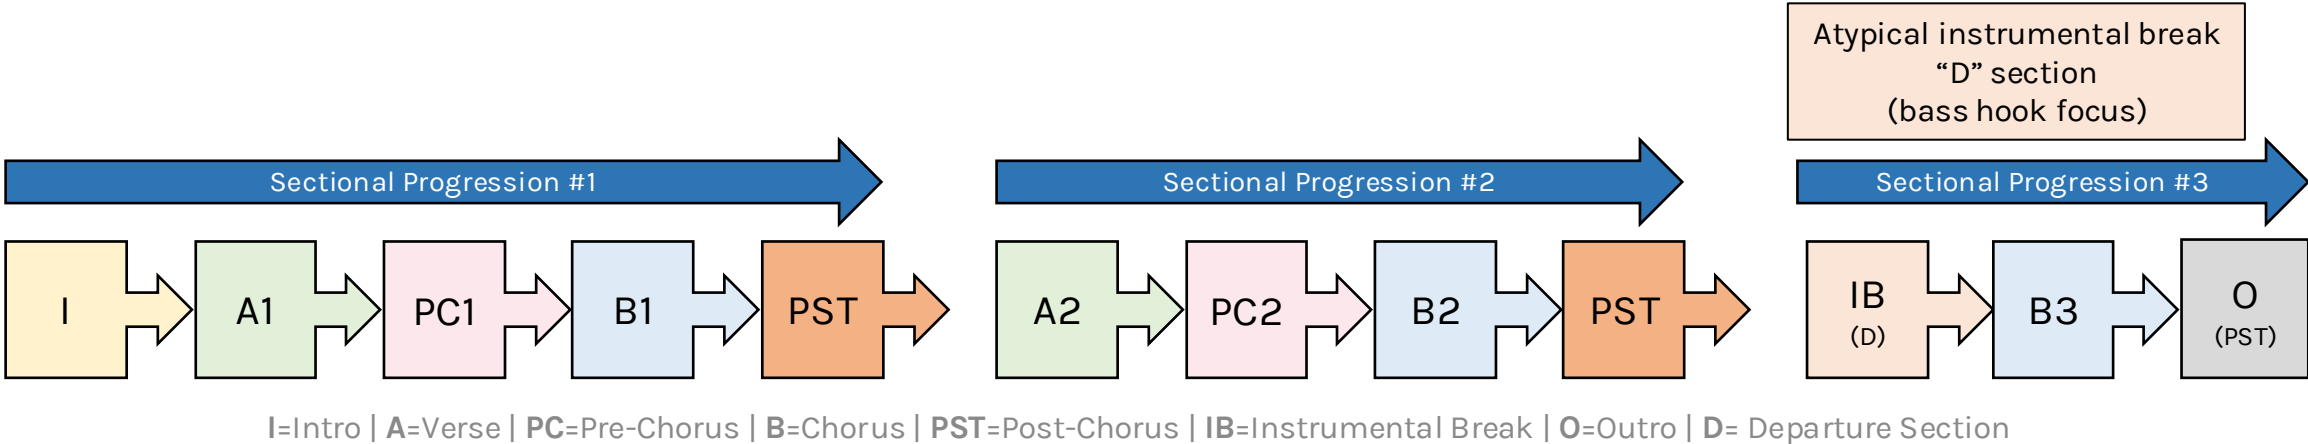 Atypical instrumental break
“D” section
(bass hook focus)
Sectional Progression #1
Sectional Progression #2
Sectional Progression #3
I
A1
PC1
B1
PST
A2
PC2
B2
PST
IB
(D)
B3
O
(PST)
I=Intro | A=Verse | PC=Pre-Chorus | B=Chorus | PST=Post-Chorus | IB=Instrumental Break | O=Outro | D= Departure Section